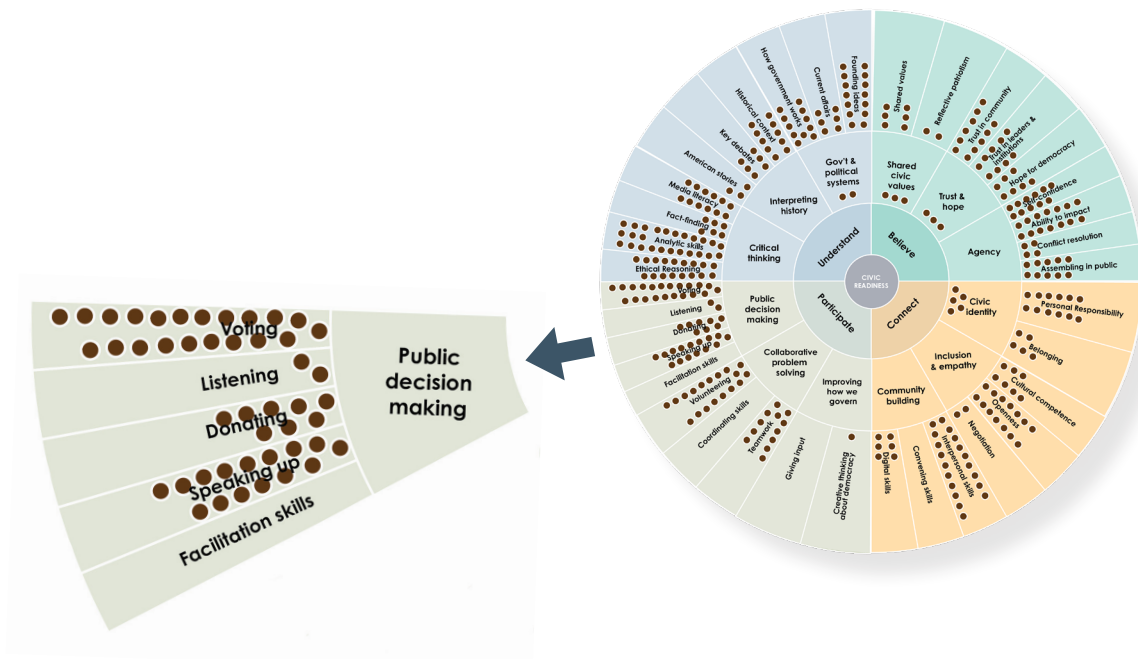 Voting
Listening
Donating
Speaking up
Facilitation skills
Public
decision
making
CIVIC
READINESS
Understand
Believe
Connect
Participate
Gov't &
political
systems
Interpreting
history
Critical
thinking
Founding ideas
Current affairs
How government works
Historical context
Key debates
American stories
Media literacy
Fact-finding
Analytic skills
Ethical Reasoning
Shared
civic
values
Trust &
hope
Agency
Shared values
Reflective patriotism
Trust in community
Trust in leaders &
institutions
Hope for democracy
Self-confidence
Ability to impact
Conflict resolution
Assembling in public
Civic
identity
Inclusion
& empathy
Community
building
Personal Responsibility
Belonging
Cultural competence
Openness
Negotiation
Interpersonal skills
Convening skills
Digital skills
Public
decision
making
Collaborative
problem
solving
Improving
how we
govern
Voting
Listening
Donating
Speaking up
Facilitation skills
Volunteering
Coordinating skills
Teamwork
Giving input
Creative thinking
about democracy